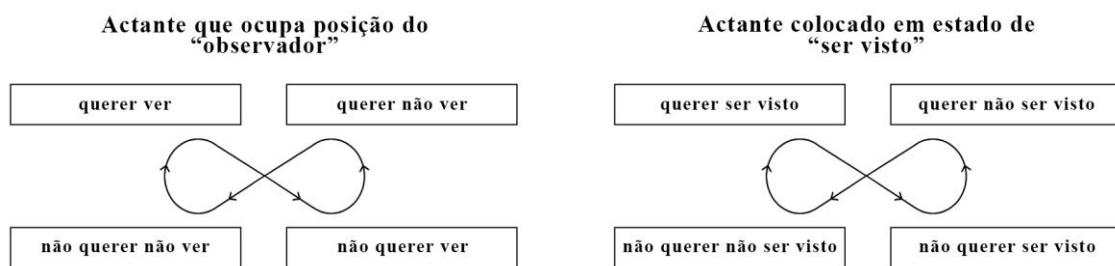 Actante que ocupa posição do
“observador”
querer ver
querer não ver
não querer não ver
não querer ver
Actante colocado em estado de
“ser visto”
querer ser visto
querer não ser visto
não querer não ser visto
não querer ser visto